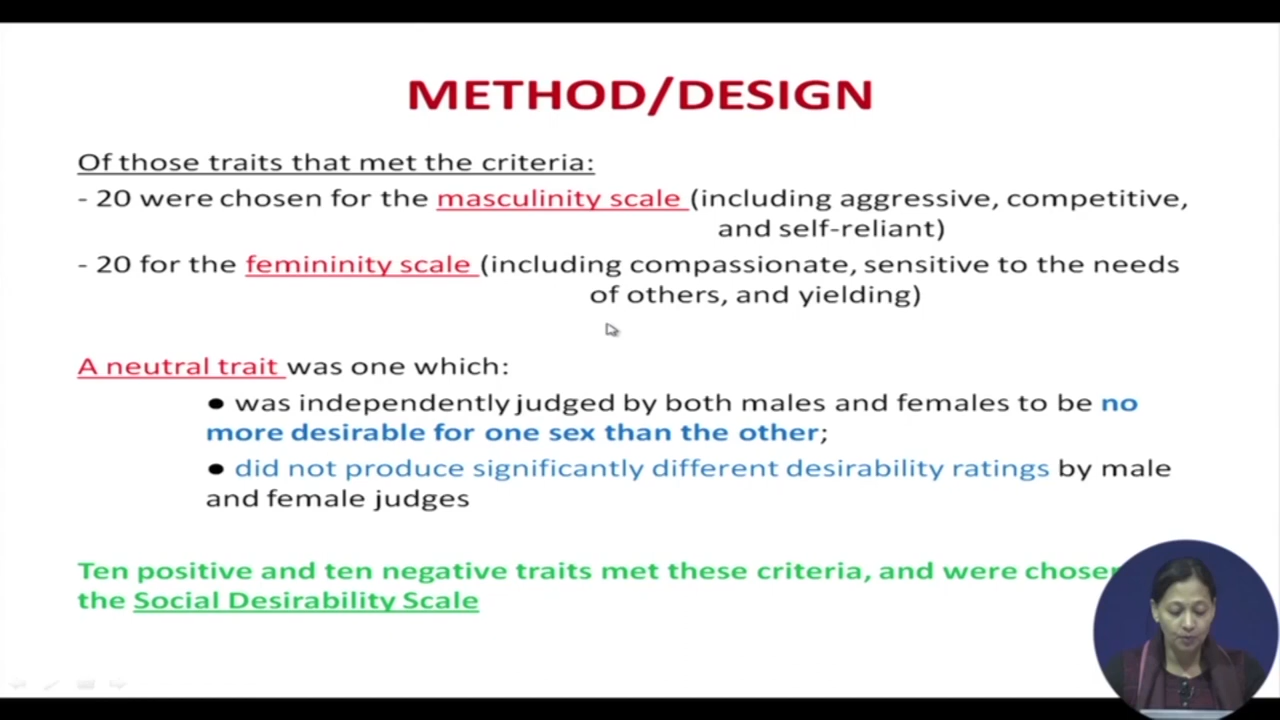 METHOD/DESIGN
Of those traits that met the criteria:
- 20 were chosen for the masculinity scale (including aggressive, competitive,
and self-reliant)
- 20 for the femininity scale (including compassionate, sensitive to the needs
of others, and yielding)
A neutral trait was one which:
● was independently judged by both males and females to be no
more desirable for one sex than the other;
● did not produce significantly different desirability ratings by male
and female judges
Ten positive and ten negative traits met these criteria, and were
the Social Desirability Scale